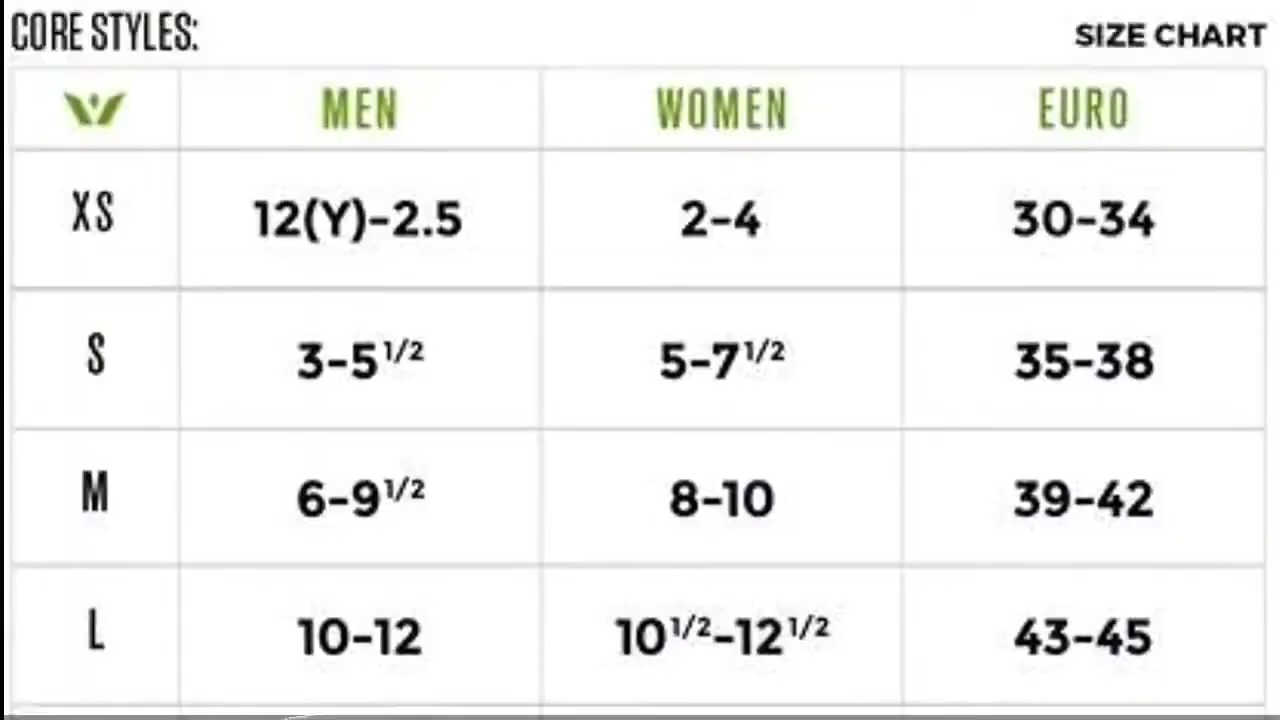 CORE STYLES:
SIZE CHART
MEN WOMEN EURO
XS 12(Y)-2.5 2-4 30-34
S 3-5 1/2 5-7 1/2 35-38
M 6-9 1/2 8-10 39-42
L 10-12 10 1/2-12 1/2 43-45